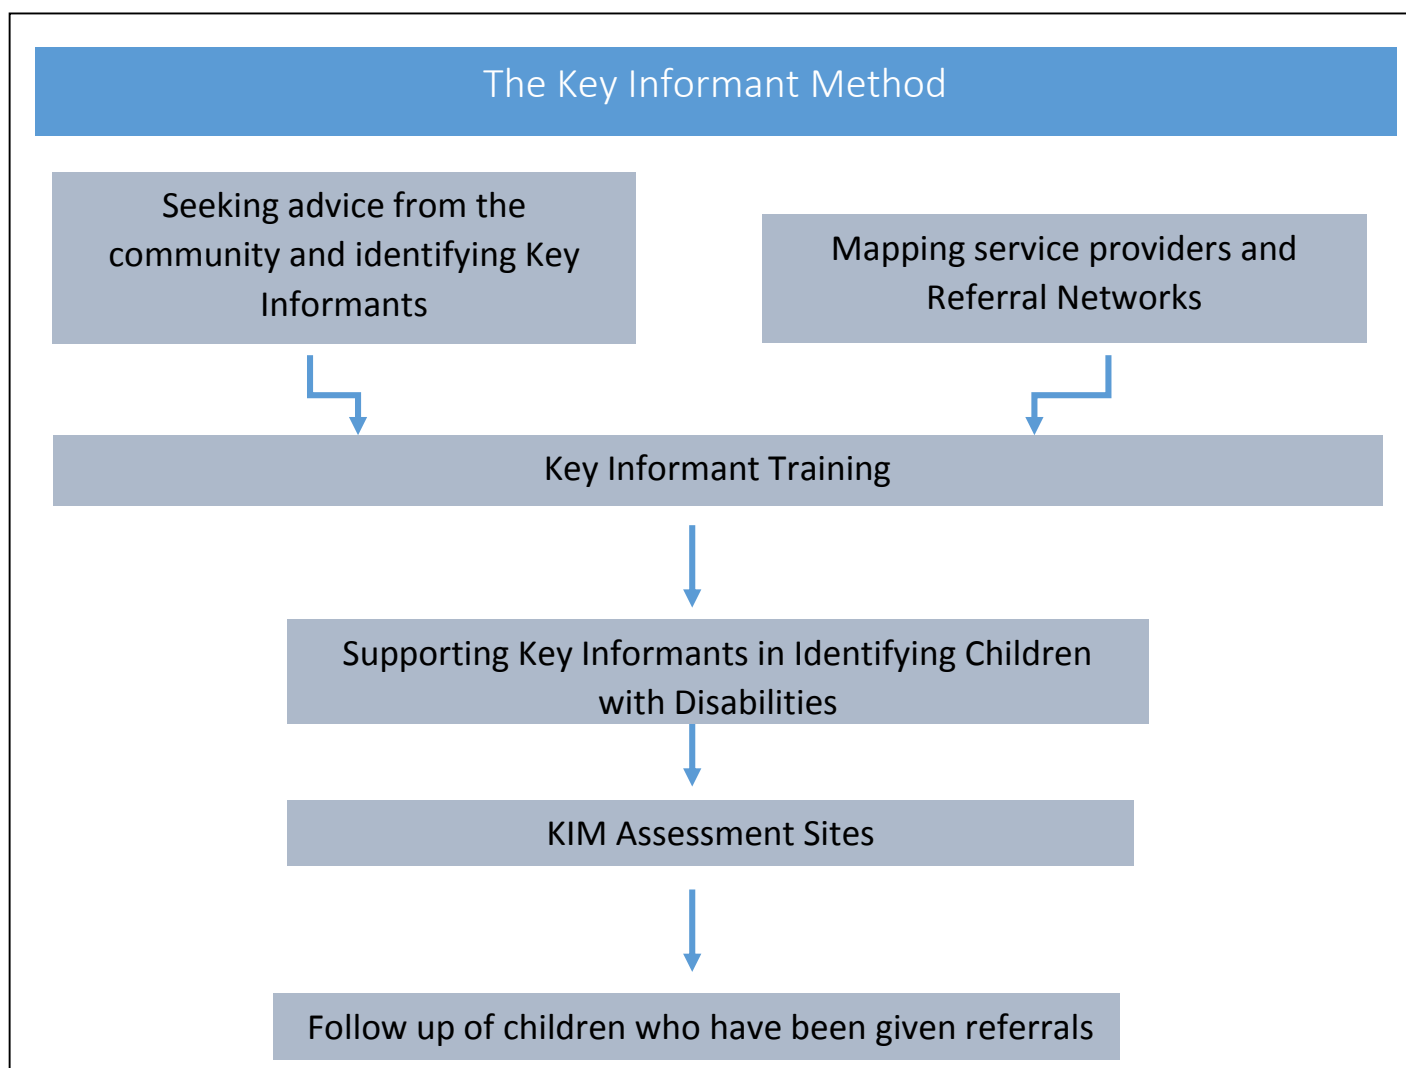 The Key Informant Method
Seeking advice from the
community and identifying Key
Informants
Mapping service providers and
Referral Networks
Key Informant Training
Supporting Key Informants in Identifying Children
with Disabilities
KIM Assessment Sites
Follow up of children who have been given referrals